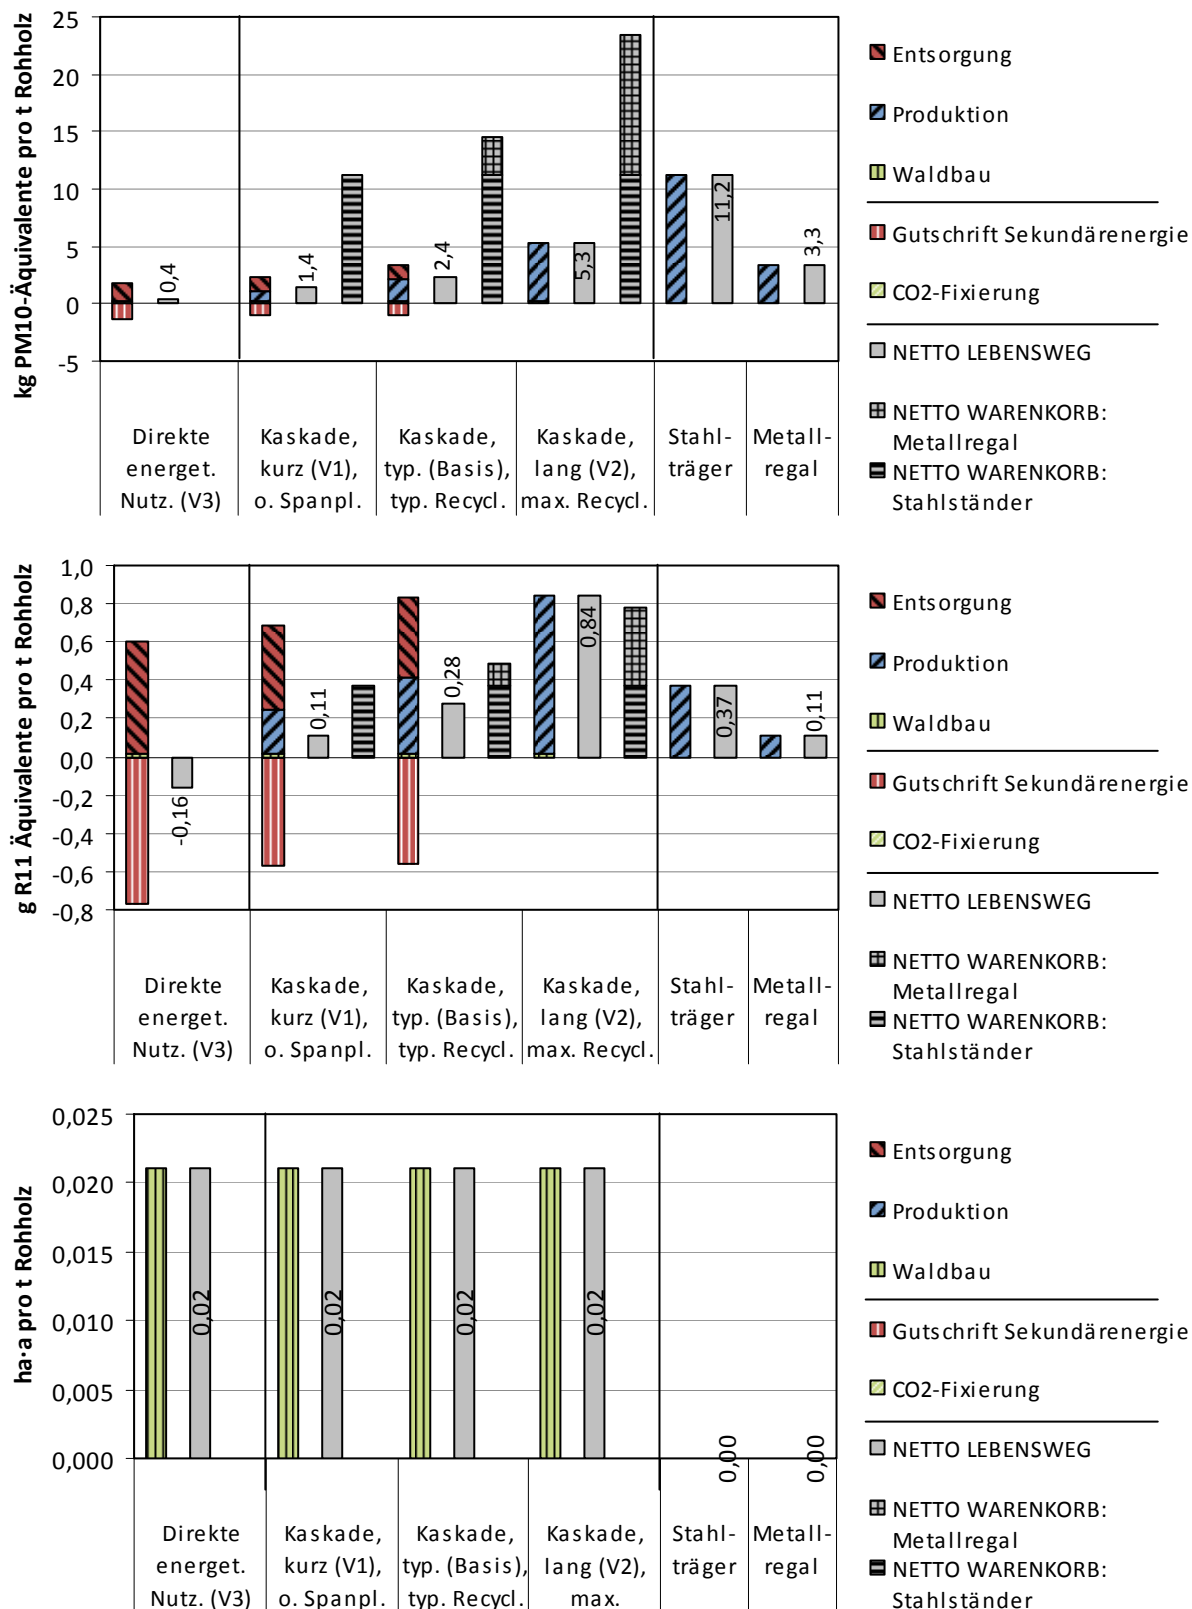 kg PM10-Äquivalente pro t Rohholz
25
20
15
10
5
0
-5
0,4
1,4
2,4
5,3
11,2
3,3
Direkte
energet.
Nutz. (V3)
Kaskade,
kurz (V1),
o. Spanpl.
Kaskade,
typ. (Basis),
typ. Recycl.
Kaskade,
lang (V2),
max. Recycl.
Stahl-
träger
Metall-
regal
Entsorgung
Produktion
Waldbau
Gutschrift Sekundärenergie
CO2-Fixierung
NETTO LEBENSWEG
NETTO WARENKORB:
Metallregal
NETTO WARENKORB:
Stahlständer
g R11 Äquivalente pro t Rohholz
1,0
0,8
0,6
0,4
0,2
0,0
-0,2
-0,4
-0,6
-0,8
-0,16
0,11
0,28
0,84
0,37
0,11
Direkte
energet.
Nutz. (V3)
Kaskade,
kurz (V1),
o. Spanpl.
Kaskade,
typ. (Basis),
typ. Recycl.
Kaskade,
lang (V2),
max. Recycl.
Stahl-
träger
Metall-
regal
Entsorgung
Produktion
Waldbau
Gutschrift Sekundärenergie
CO2-Fixierung
NETTO LEBENSWEG
NETTO WARENKORB:
Metallregal
NETTO WARENKORB:
Stahlständer
ha·a pro t Rohholz
0,025
0,020
0,015
0,010
0,005
0,000
0,02
0,02
0,02
0,02
0,00
0,00
Direkte
energet.
Nutz. (V3)
Kaskade,
kurz (V1),
o. Spanpl.
Kaskade,
typ. (Basis),
typ. Recycl.
Kaskade,
lang (V2),
max.
Stahl-
träger
Metall-
regal
Entsorgung
Produktion
Waldbau
Gutschrift Sekundärenergie
CO2-Fixierung
NETTO LEBENSWEG
NETTO WARENKORB:
Metallregal
NETTO WARENKORB:
Stahlständer